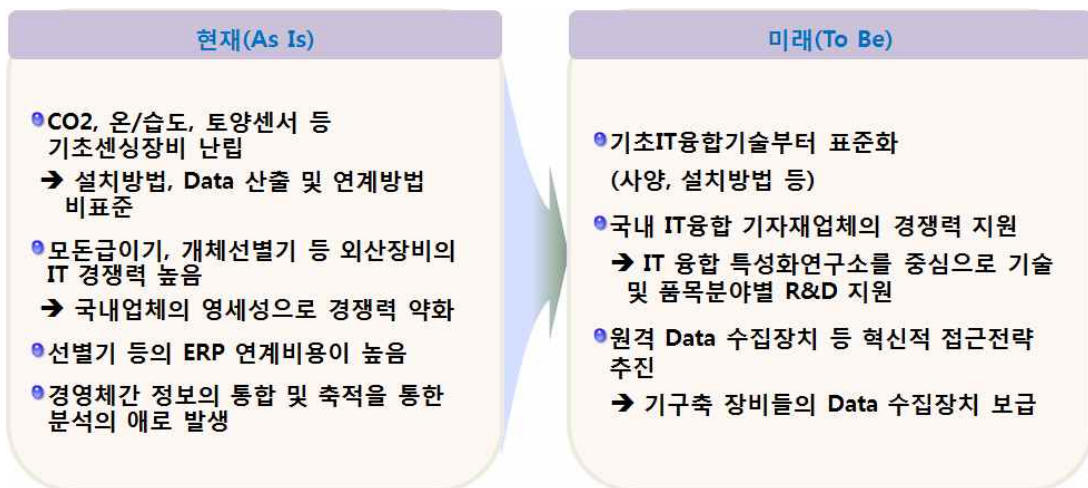 현재(As Is)
CO2, 온/습도, 토양센서 등
기초센싱장비 난립
➔ 설치방법, Data 산출 및 연계방법
비표준
모돈급이기, 개체선별기 등 외산장비의
IT 경쟁력 높음
➔ 국내업체의 영세성으로 경쟁력 약화
선별기 등의 ERP 연계비용이 높음
경영체간 정보의 통합 및 축적을 통한
분석의 애로 발생
미래(To Be)
기초IT융합기술부터 표준화
(사양, 설치방법 등)
국내 IT융합 기자재업체의 경쟁력 지원
➔ IT 융합 특성화연구소를 중심으로 기술
및 품목분야별 R&D 지원
원격 Data 수집장치 등 혁신적 접근전략
추진
➔ 기구축 장비들의 Data 수집장치 보급